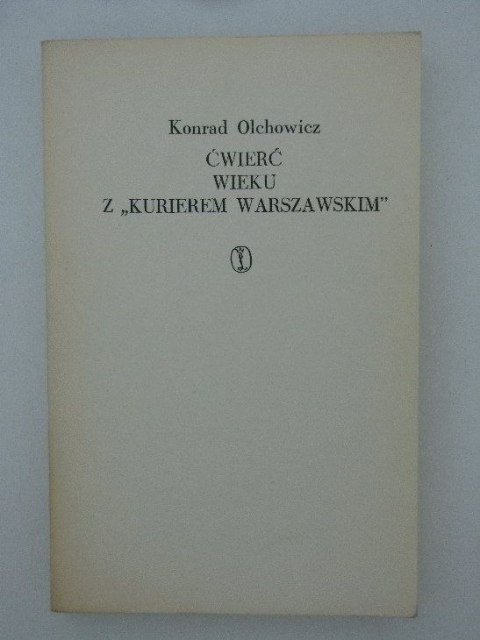 Konrad Olchowicz
ĆWIERĆ
WIEKU
Z „KURIEREM WARSZAWSKIM”